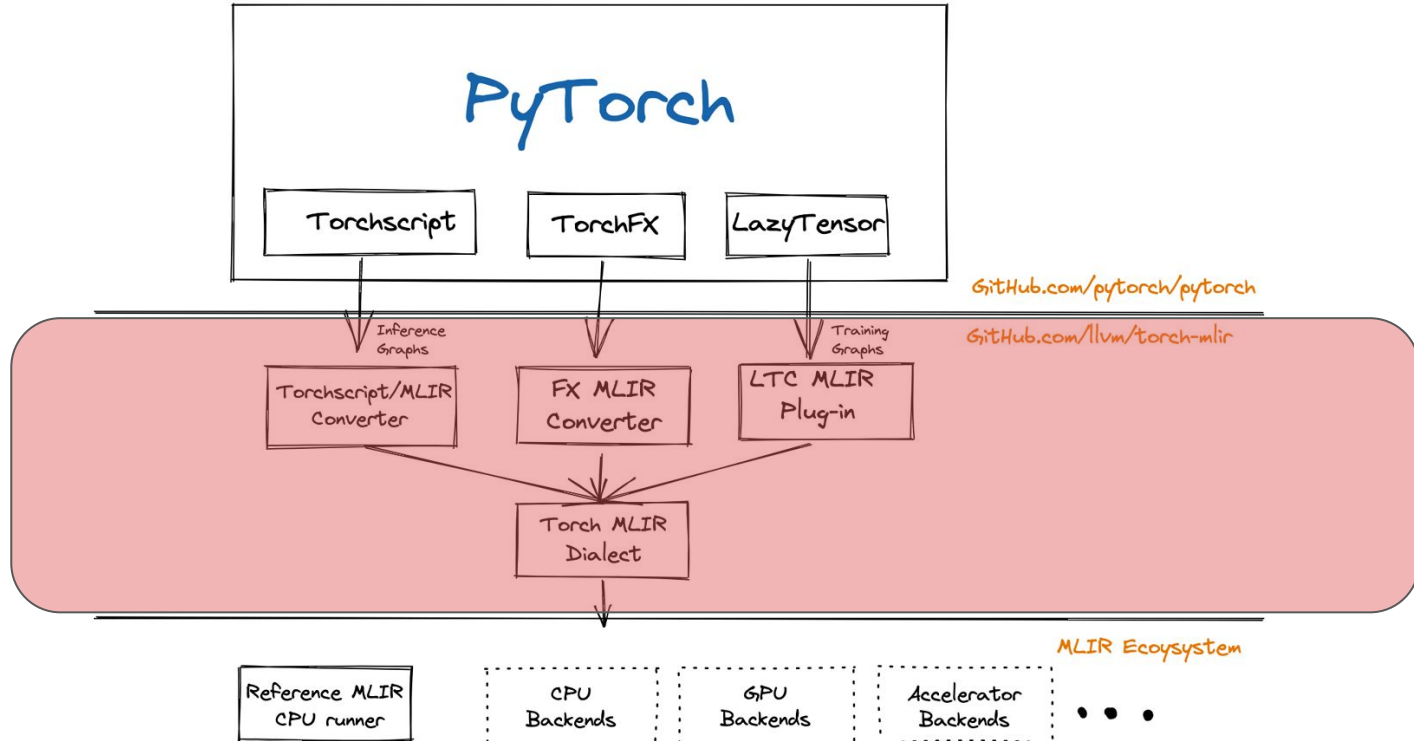 PyTorch
Torchscript
TorchFX
LazyTensor
GitHub.com/pytorch/pytorch
Inference
Graphs
Training
Graphs
GitHub.com/llvm/torch-mlir
Torchscript/MLIR
Converter
FX MLIR
Converter
LTC MLIR
Plug-in
Torch MLIR
Dialect
MLIR Ecoysystem
Reference MLIR
CPU runner
CPU
Backends
GPU
Backends
Accelerator
Backends